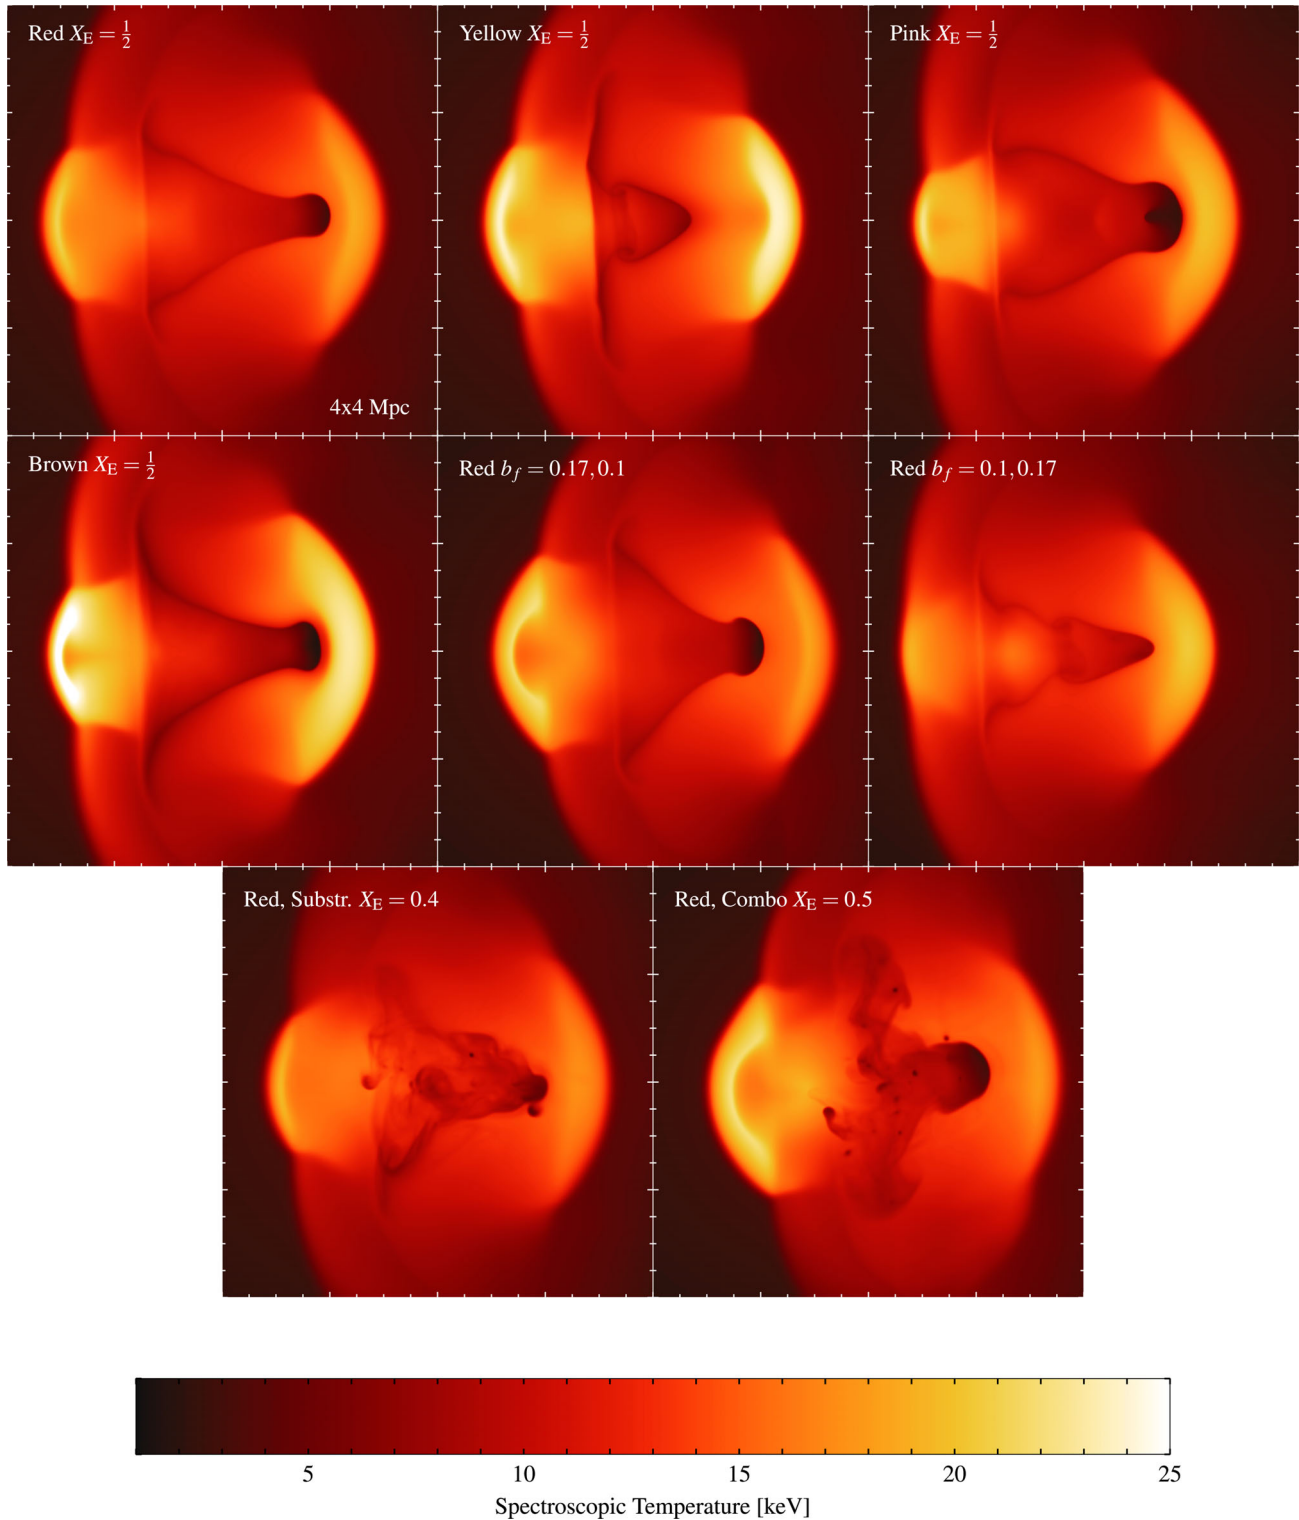 Red X_E = 1/2
Yellow X_E = 1/2
Pink X_E = 1/2
4x4 Mpc
Brown X_E = 1/2
Red b_f = 0.17, 0.1
Red b_f = 0.1, 0.17
Red, Substr. X_E = 0.4
Red, Combo X_E = 0.5
5 10 15 20 25
Spectroscopic Temperature [keV]